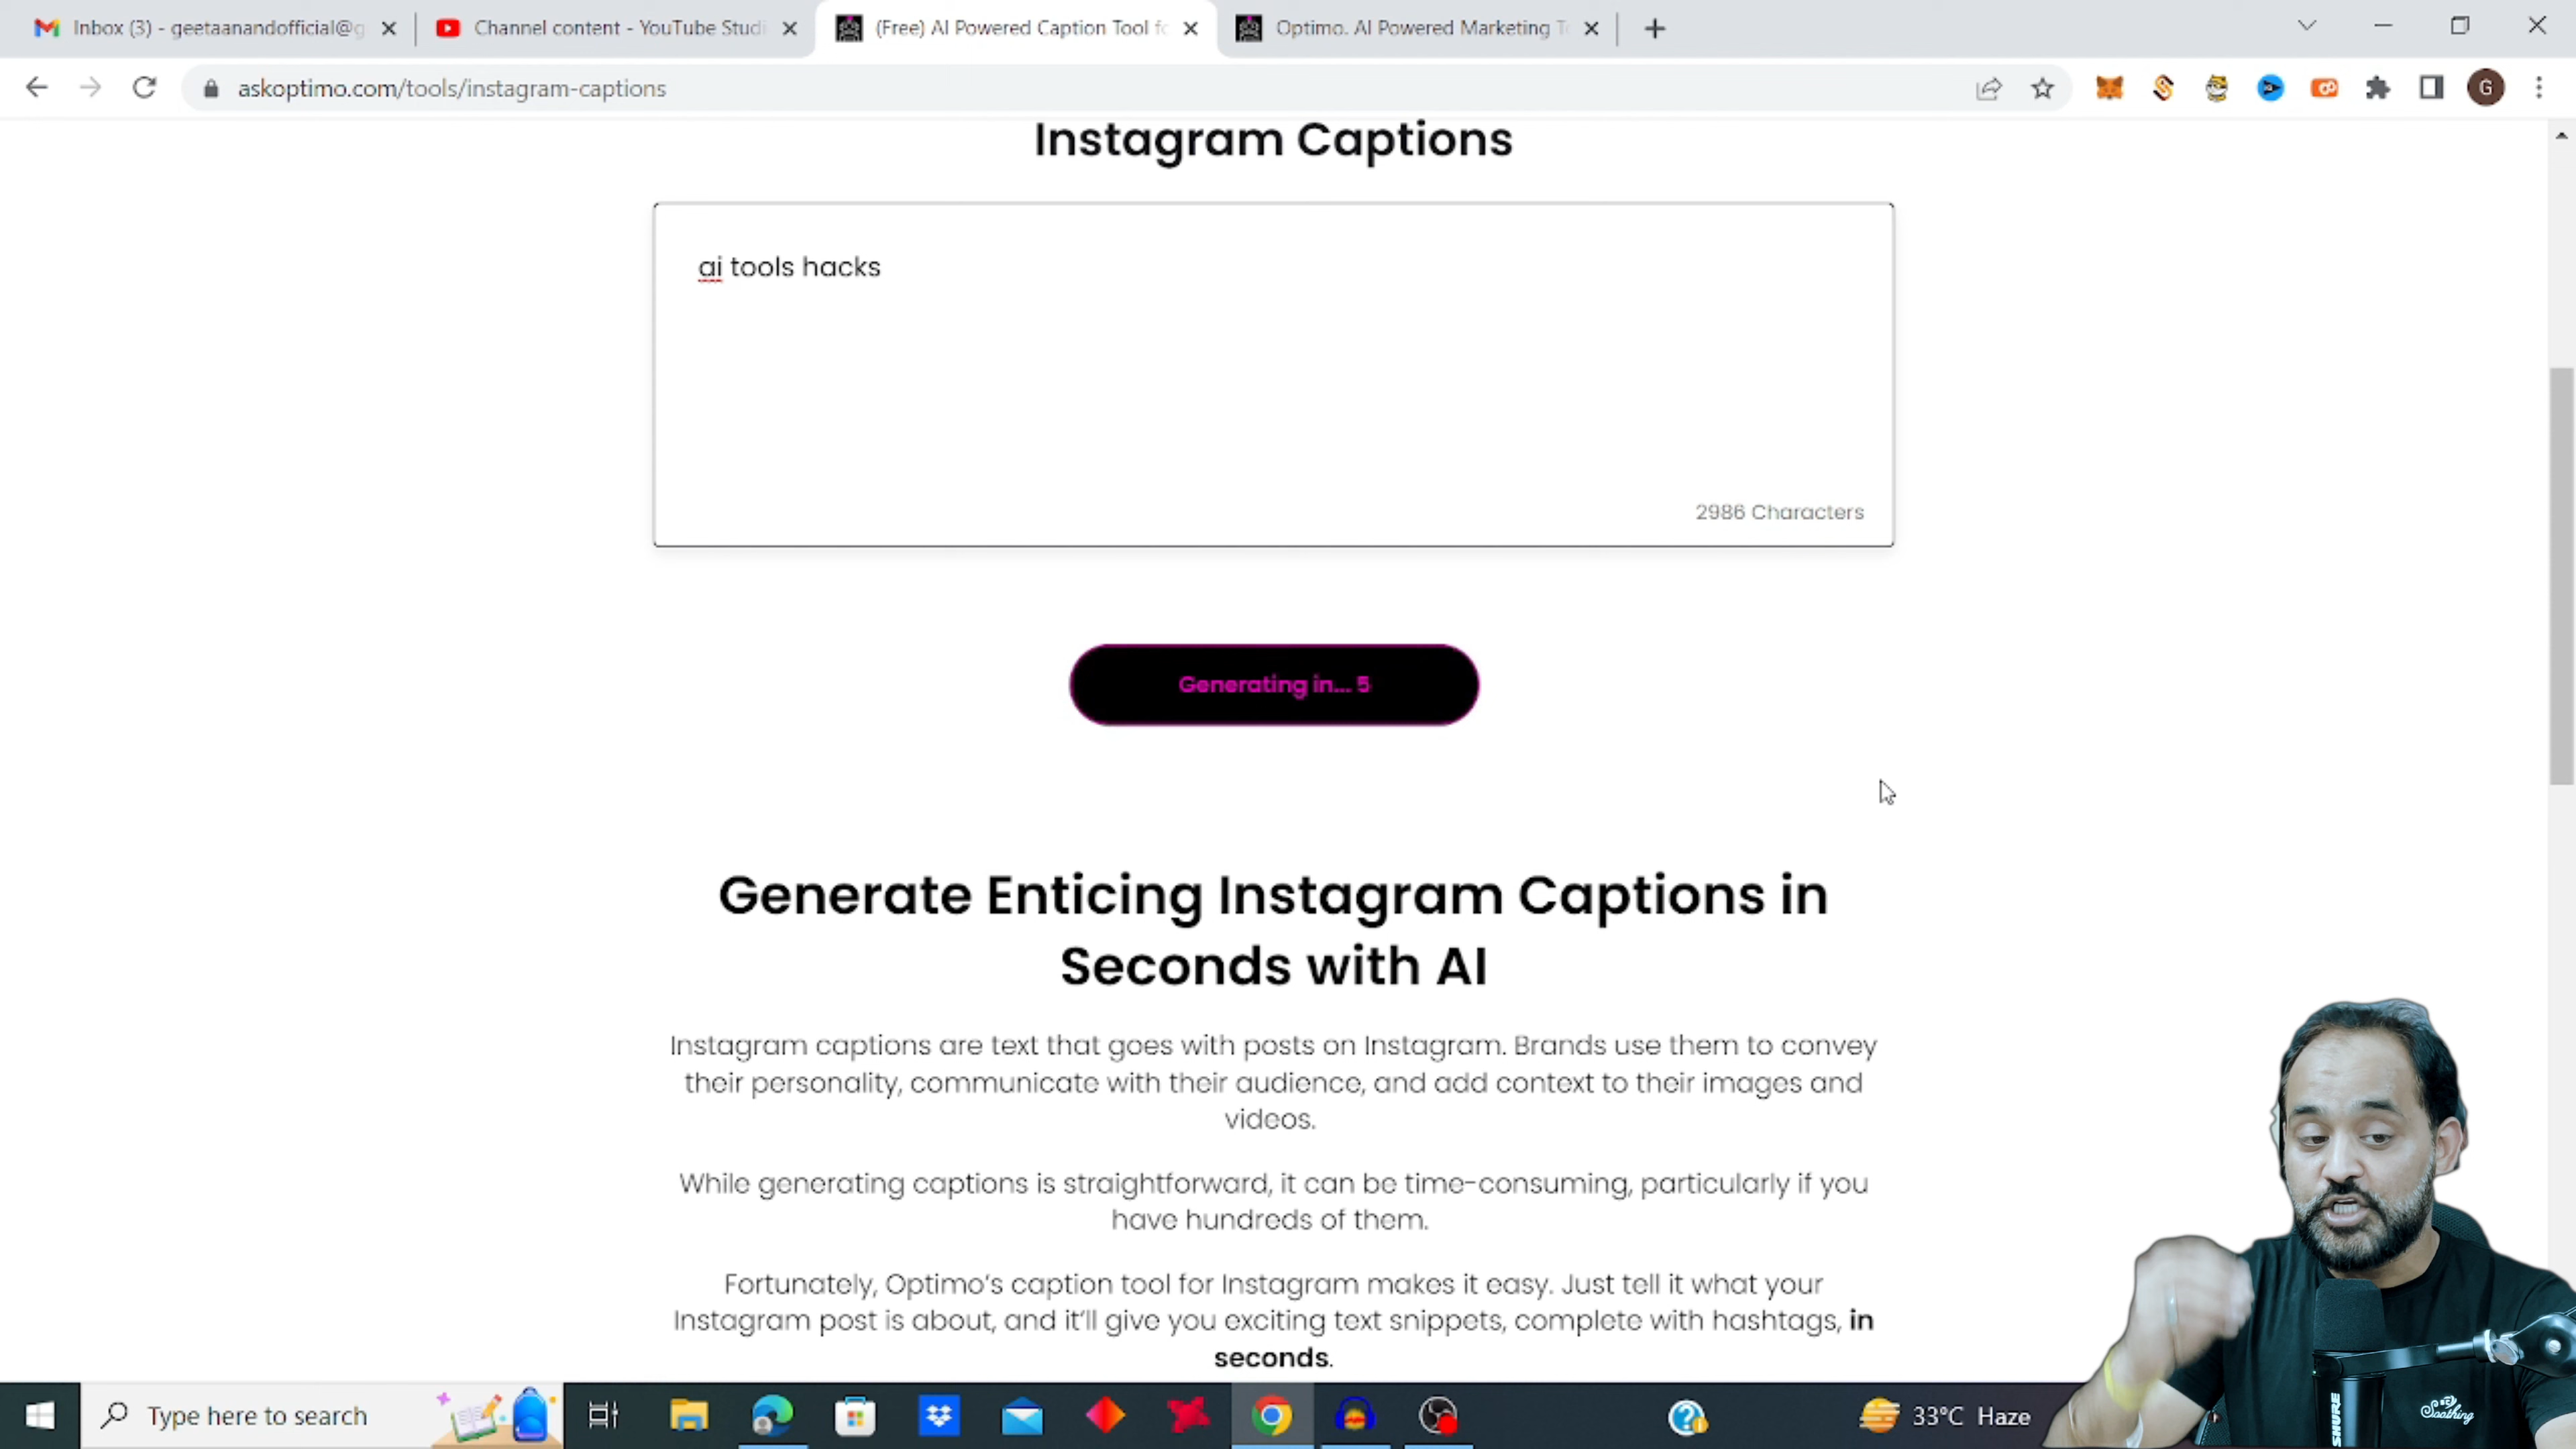 Inbox (3) - geetaanandofficial@g
Channel content - YouTube Studi
(Free) AI Powered Caption Tool fo
Optimo. AI Powered Marketing To
askoptimo.com/tools/instagram-captions
G
Instagram Captions
ai tools hacks
2986 Characters
Generating in... 5
Generate Enticing Instagram Captions in
Seconds with AI
Instagram captions are text that goes with posts on Instagram. Brands use them to convey
their personality, communicate with their audience, and add context to their images and
videos.
While generating captions is straightforward, it can be time-consuming, particularly if you
have hundreds of them.
Fortunately, Optimo's caption tool for Instagram makes it easy. Just tell it what your
Instagram post is about, and it'll give you exciting text snippets, complete with hashtags, in
seconds.
Type here to search
33°C Haze
SHURE
Soothing